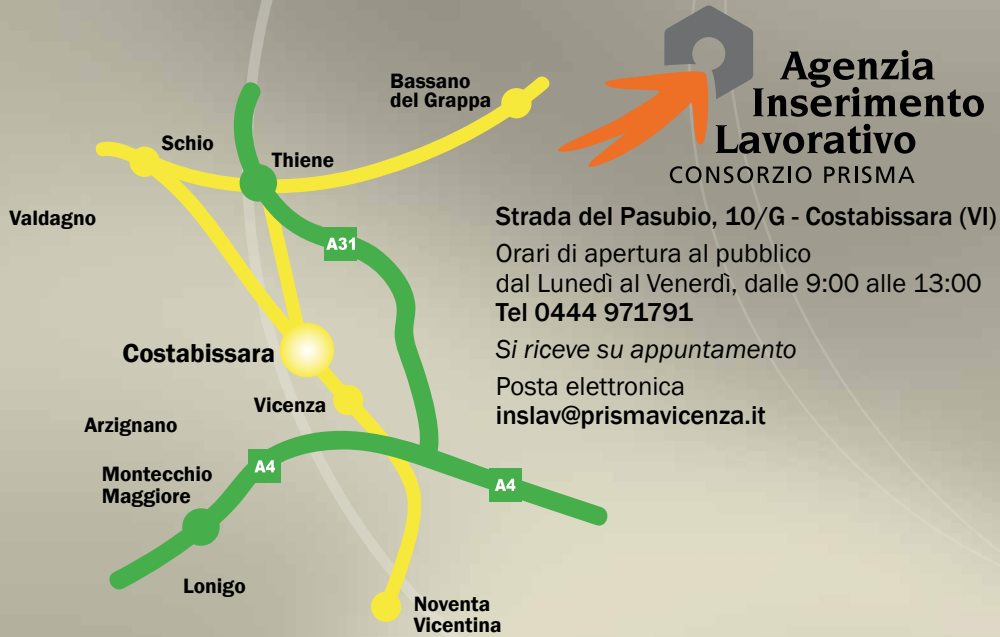 Agenzia
Inserimento
Lavorativo
CONSORZIO PRISMA
Strada del Pasubio, 10/G - Costabissara (VI)
Orari di apertura al pubblico
dal Lunedì al Venerdì, dalle 9:00 alle 13:00
Tel 0444 971791
Si riceve su appuntamento
Posta elettronica
inslav@prismavicenza.it
Bassano
del Grappa
Schio
Thiene
Valdagno
A31
Costabissara
Vicenza
Arzignano
A4
Montecchio
Maggiore
A4
Lonigo
Noventa
Vicentina